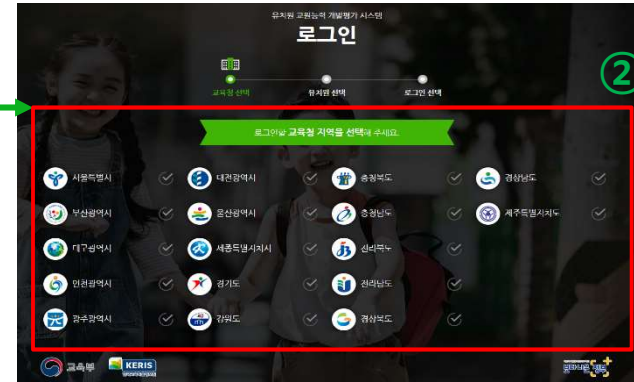 유치원 교원능력 개발평가 시스템
로그인
②
교육청 선택
유치원 선택
로그인 선택
로그인할 교육청 지역을 선택해 주세요.
서울특별시 대전광역시 충청북도 경상남도
부산광역시 울산광역시 충청남도 제주특별자치도
대구광역시 세종특별자치시 전라북도
인천광역시 경기도 전라남도
광주광역시 강원도 경상북도
교육부 KERIS